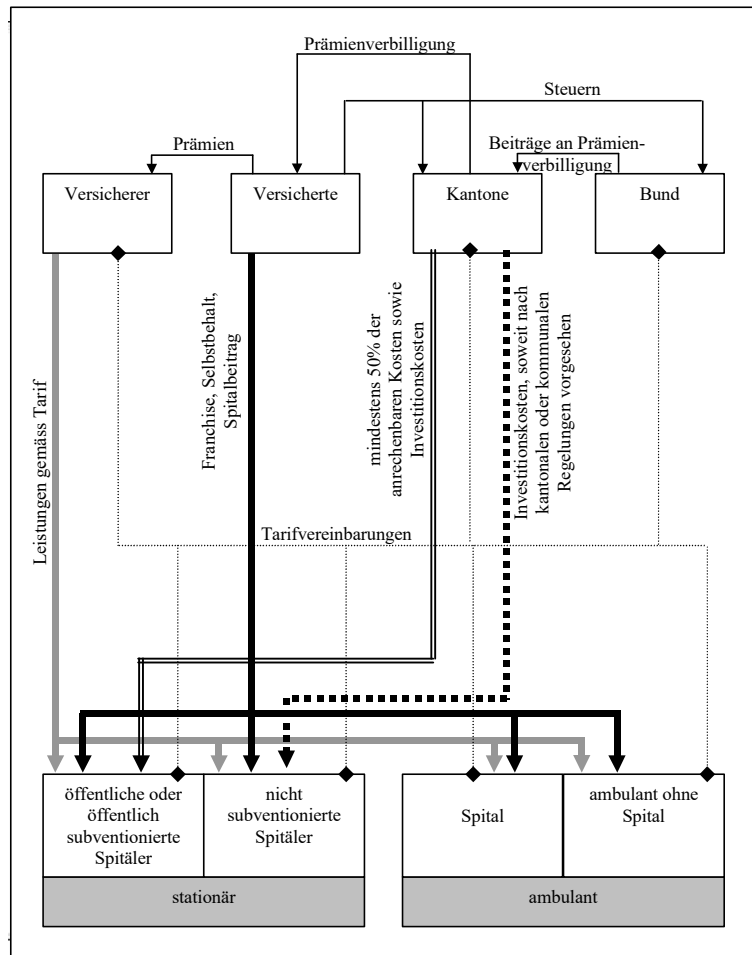 Prämienverbilligung
Steuern
Prämien
Beiträge an Prämien-
verbilligung
Versicherer
Versicherte
Kantone
Bund
Leistungen gemäss Tarif
Franchise, Selbstbehalt,
Spitalbeitrag
mindestens 50% der
anrechenbaren Kosten sowie
Investitionskosten
Investitionskosten, soweit nach
kantonalen oder kommunalen
Regelungen vorgesehen
Tarifvereinbarungen
öffentliche oder
öffentlich
subventionierte
Spitäler
nicht
subventionierte
Spitäler
Spital
ambulant ohne
Spital
stationär
ambulant